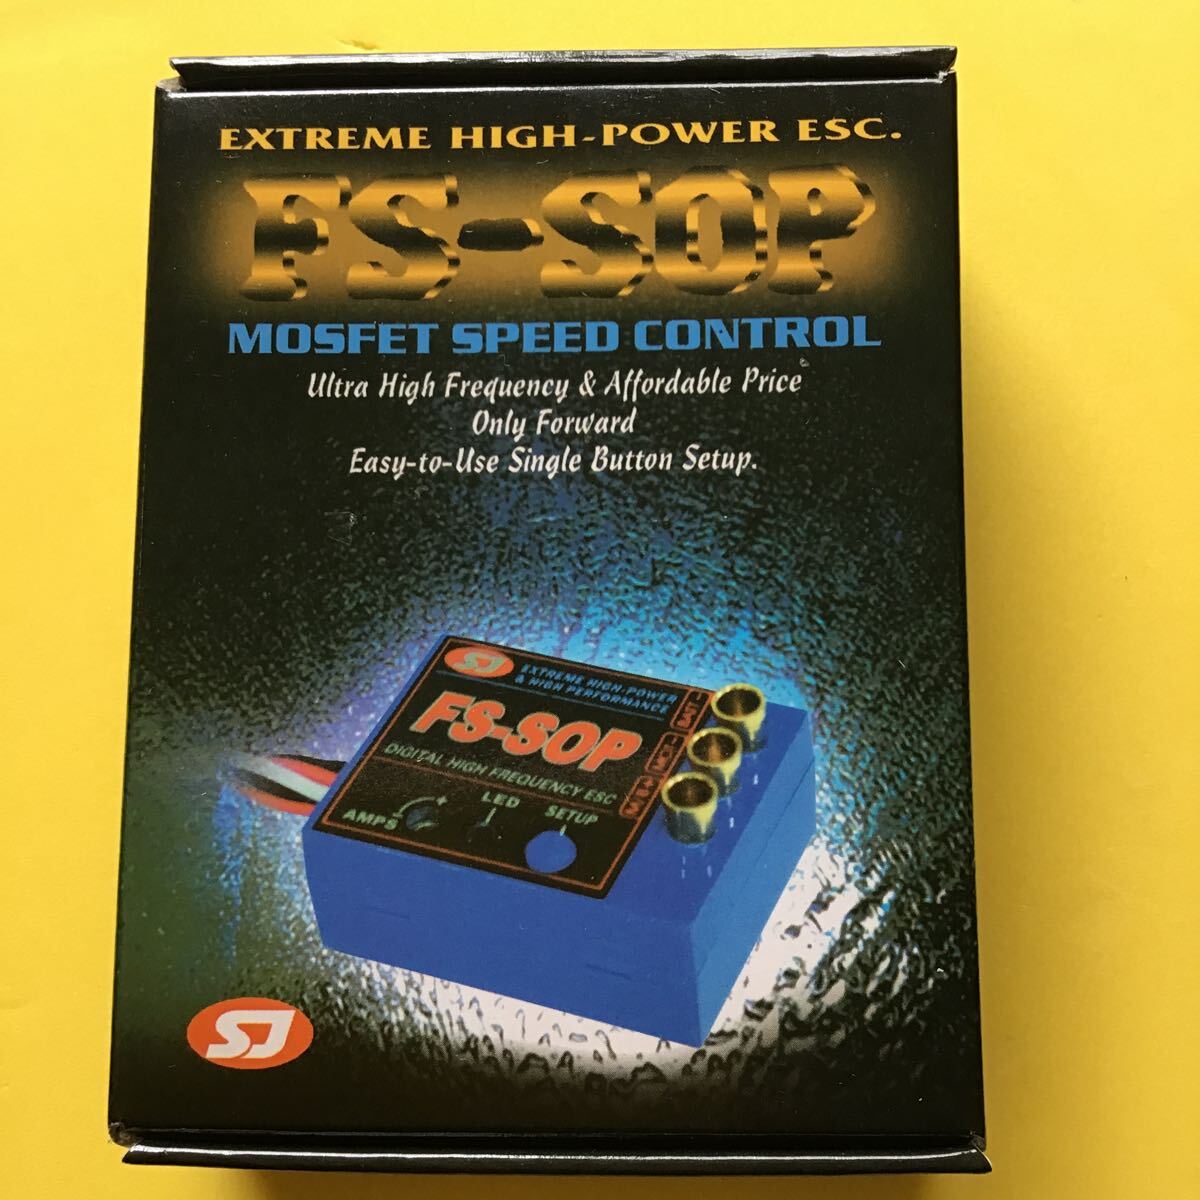 EXTREME HIGH-POWER ESC.
FS-SOP
MOSFET SPEED CONTROL
Ultra High Frequency & Affordable Price
Only Forward
Easy-to-Use Single Button Setup.
SJ
EXTREME HIGH-POWER
& HIGH PERFORMANCE
FS-SOP
DIGITAL HIGH FREQUENCY ESC
AMPS
LED
SETUP
BATT -
MOT -
M/B +
SJ